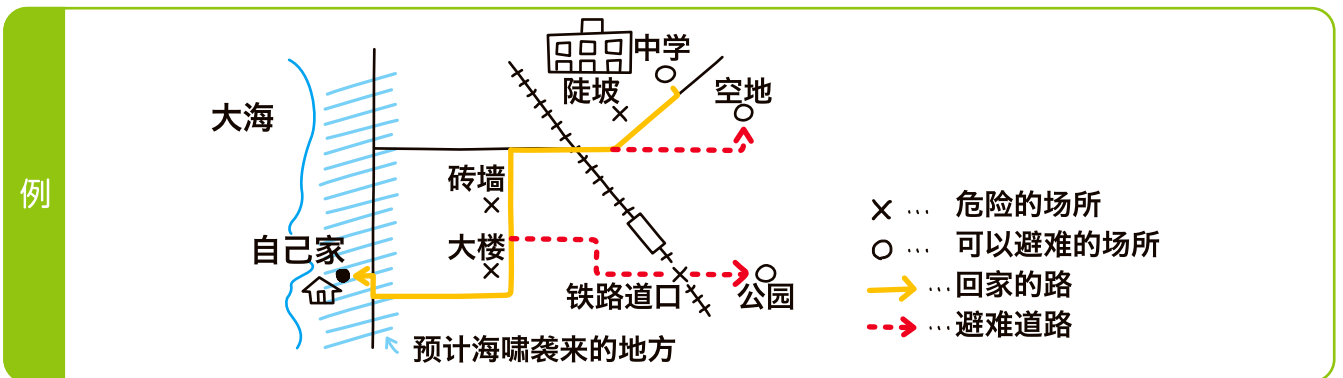 例
大海
自己家
中学
陡坡
空地
砖墙
大楼
铁路道口
公园
预计海啸袭来的地方
× … 危险的场所
○ … 可以避难的场所
…回家的路
…避难道路